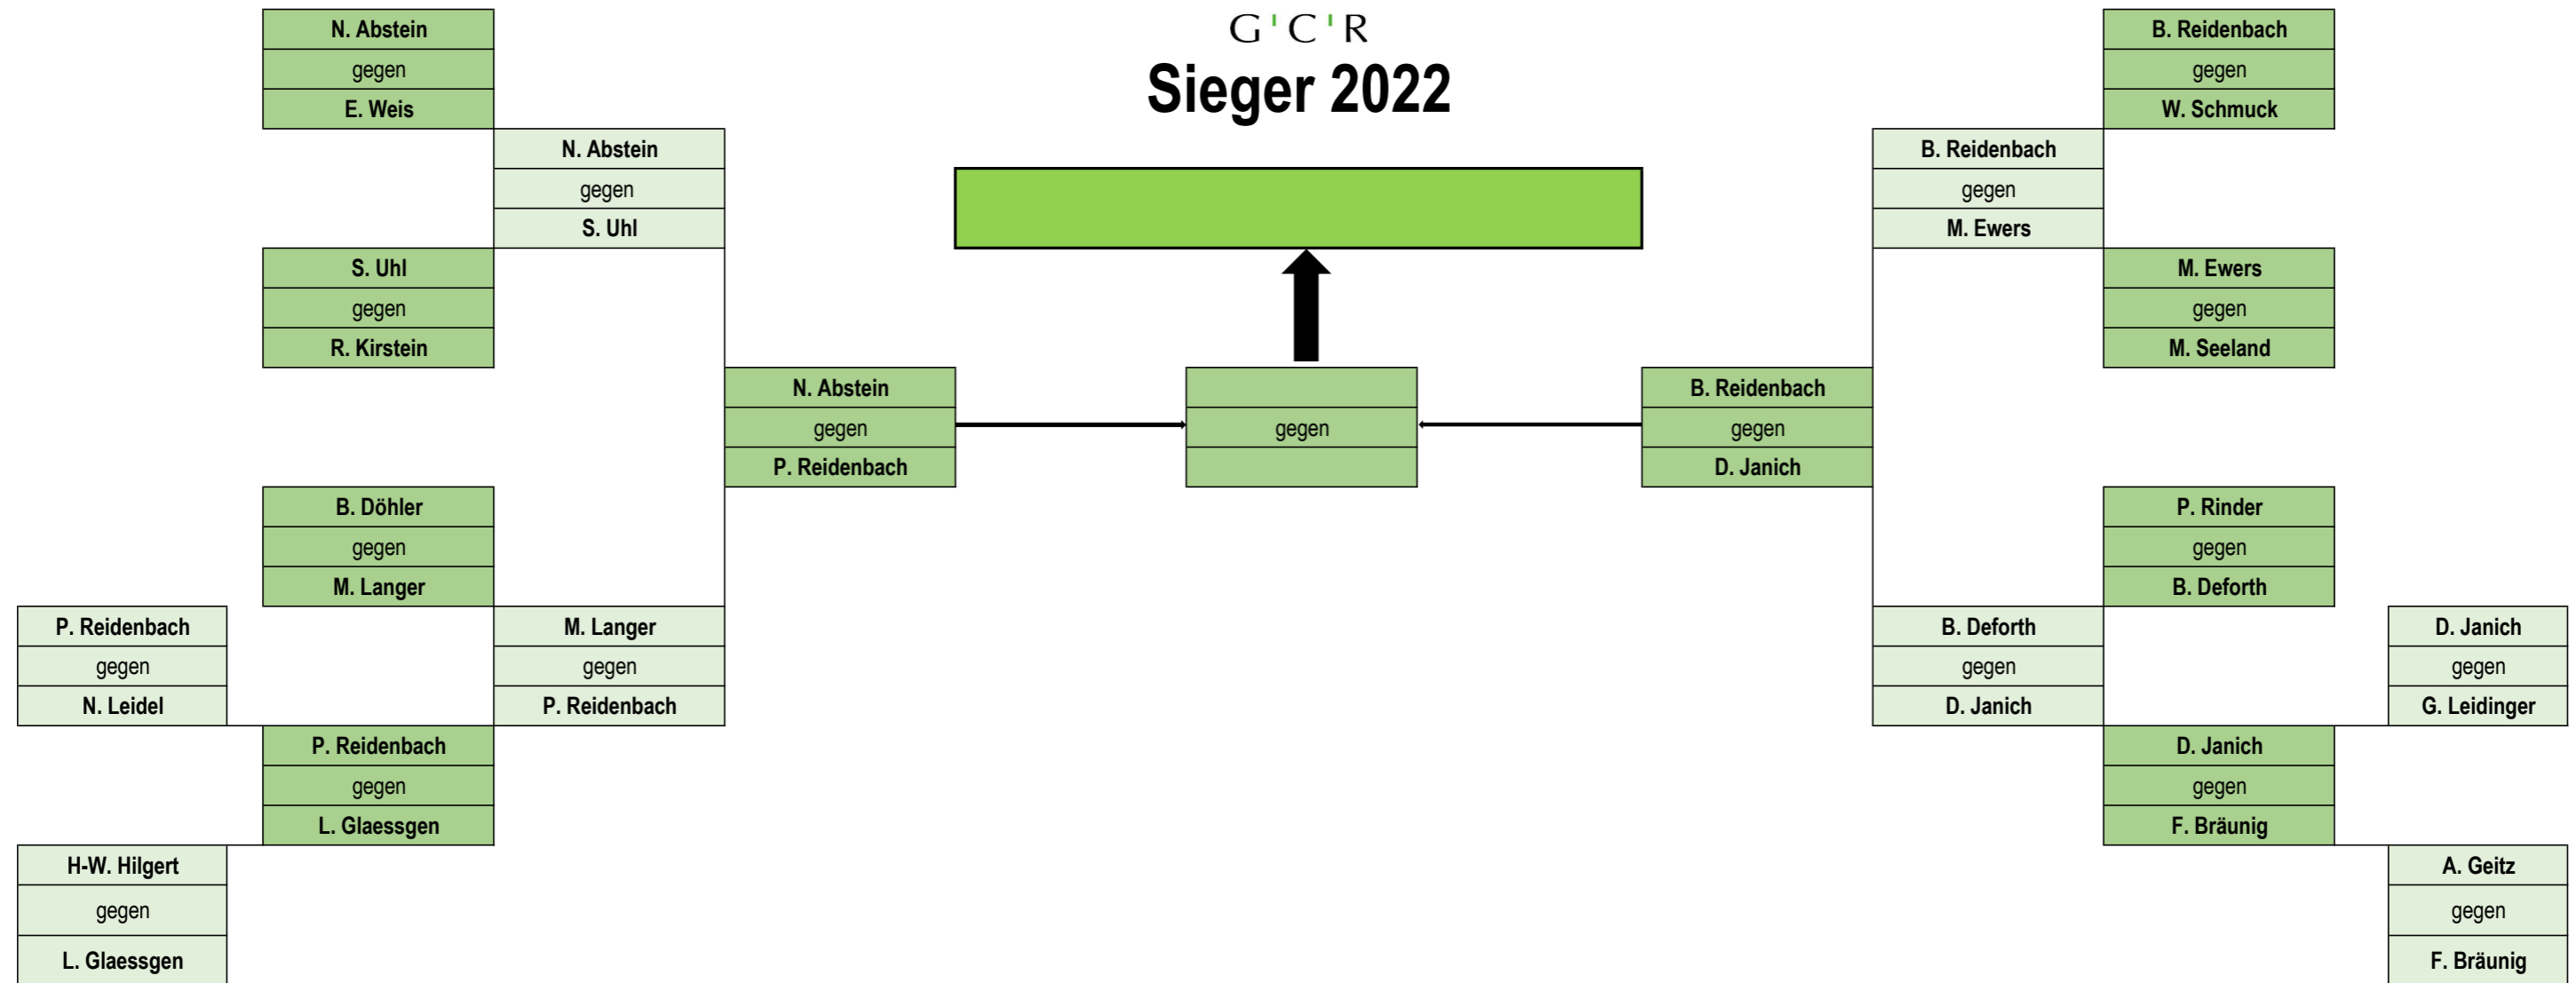 G'C'R
Sieger 2022
N. Abstein
gegen
E. Weis
N. Abstein
gegen
S. Uhl
S. Uhl
gegen
R. Kirstein
N. Abstein
gegen
P. Reidenbach
B. Döhler
gegen
M. Langer
P. Reidenbach
gegen
N. Leidel
M. Langer
gegen
P. Reidenbach
P. Reidenbach
gegen
L. Glaessgen
H-W. Hilgert
gegen
L. Glaessgen
gegen
B. Reidenbach
gegen
W. Schmuck
B. Reidenbach
gegen
M. Ewers
M. Ewers
gegen
M. Seeland
B. Reidenbach
gegen
D. Janich
P. Rinder
gegen
B. Deforth
B. Deforth
gegen
D. Janich
D. Janich
gegen
G. Leidinger
D. Janich
gegen
F. Bräunig
A. Geitz
gegen
F. Bräunig